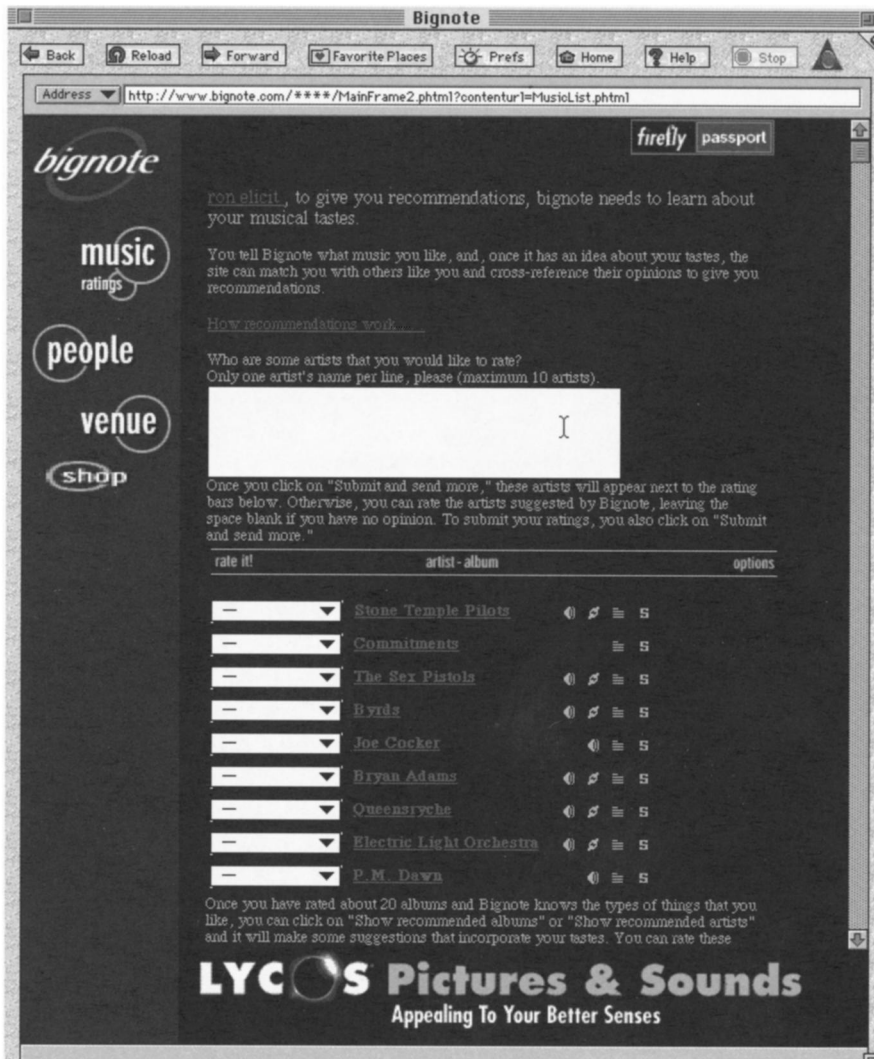 Bignote
Back Reload Forward Favorite Places Prefs Home Help Stop
Address http://www.bignote.com/****/MainFrame2.phtml?contenturl=MusicList.phtml
firefly passport
bignote
music
ratings
people
venue
shop
ron elicit , to give you recommendations, bignote needs to learn about
your musical tastes.
You tell Bignote what music you like, and, once it has an idea about your tastes, the
site can match you with others like you and cross-reference their opinions to give you
recommendations.
How recommendations work . . .
Who are some artists that you would like to rate?
Only one artist's name per line, please (maximum 10 artists).
Once you click on "Submit and send more," these artists will appear next to the rating
bars below. Otherwise, you can rate the artists suggested by Bignote, leaving the
space blank if you have no opinion. To submit your ratings, you also click on "Submit
and send more."
rate it! artist - album options
— Stone Temple Pilots S
— Commitments S
— The Sex Pistols S
— Byrds S
— Joe Cocker S
— Bryan Adams S
— Queensryche S
— Electric Light Orchestra S
— P.M. Dawn S
Once you have rated about 20 albums and Bignote knows the types of things that you
like, you can click on "Show recommended albums" or "Show recommended artists"
and it will make some suggestions that incorporate your tastes. You can rate these
LYCOS Pictures & Sounds
Appealing To Your Better Senses